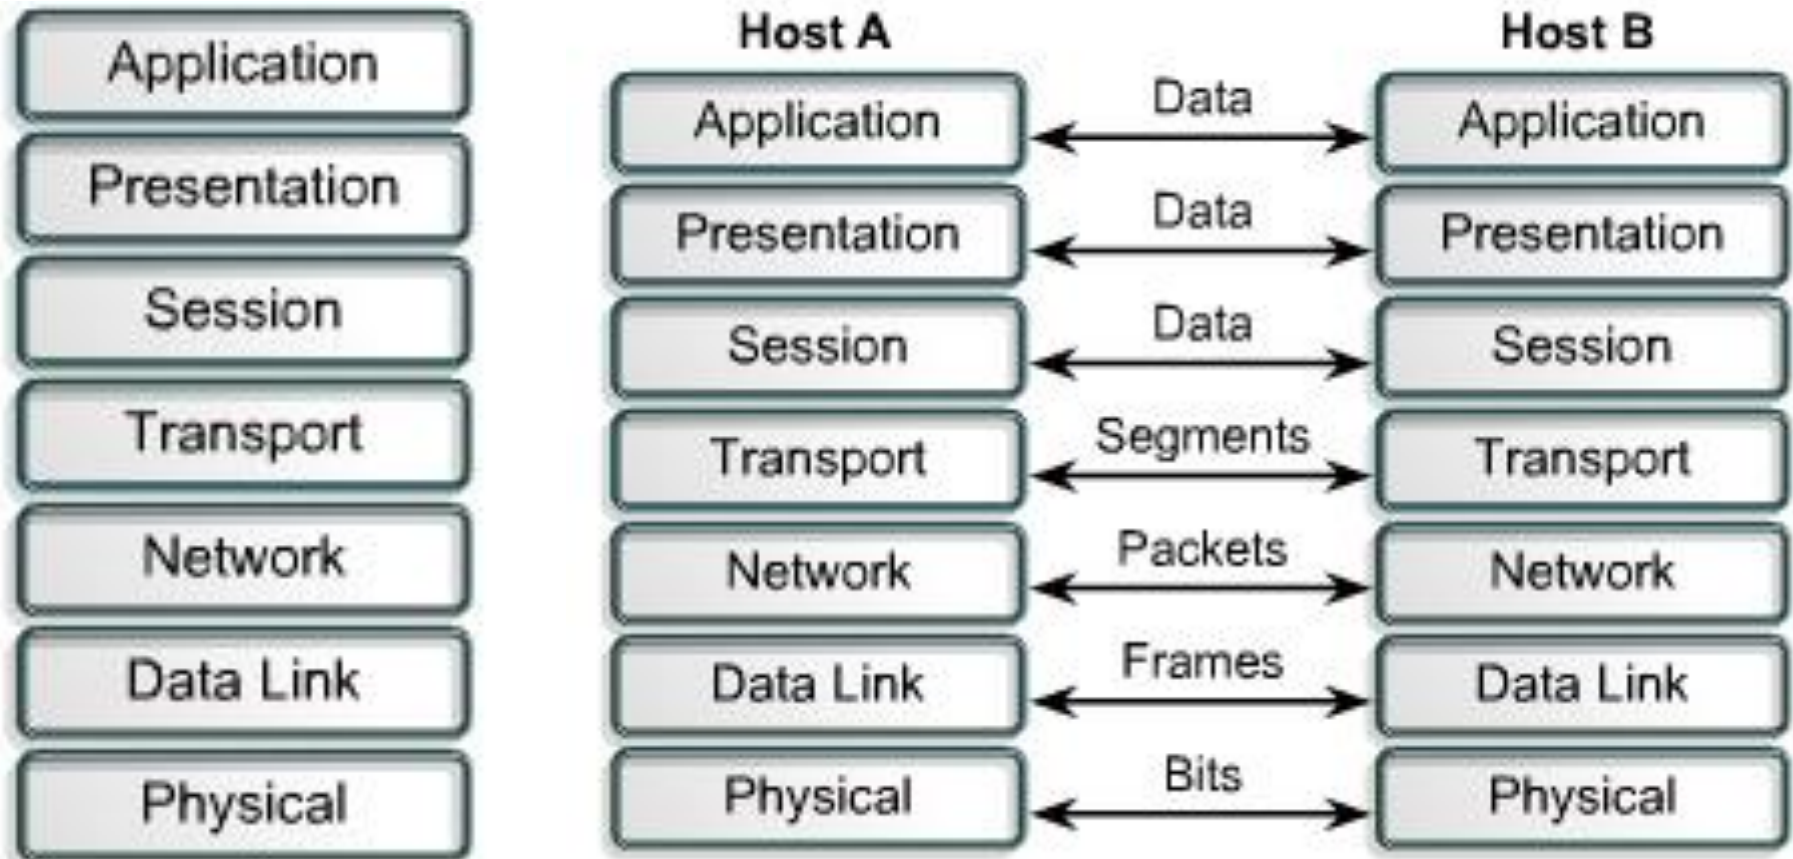 Application
Presentation
Session
Transport
Network
Data Link
Physical
Host A
Host B
Application
Data
Application
Presentation
Data
Presentation
Session
Data
Session
Transport
Segments
Transport
Network
Packets
Network
Data Link
Frames
Data Link
Physical
Bits
Physical